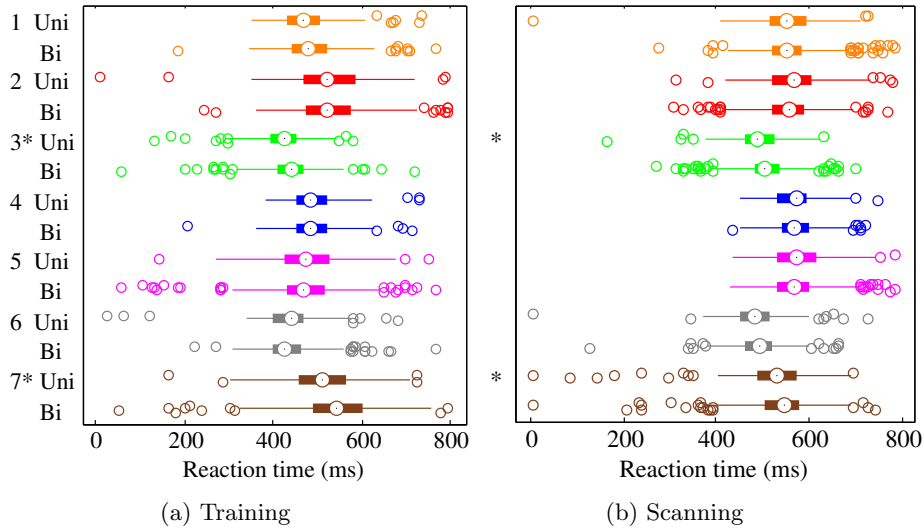 1 Uni
Bi
2 Uni
Bi
3* Uni *
Bi
4 Uni
Bi
5 Uni
Bi
6 Uni
Bi
7* Uni *
Bi
0 200 400 600 800 0 200 400 600 800
Reaction time (ms) Reaction time (ms)
(a) Training (b) Scanning